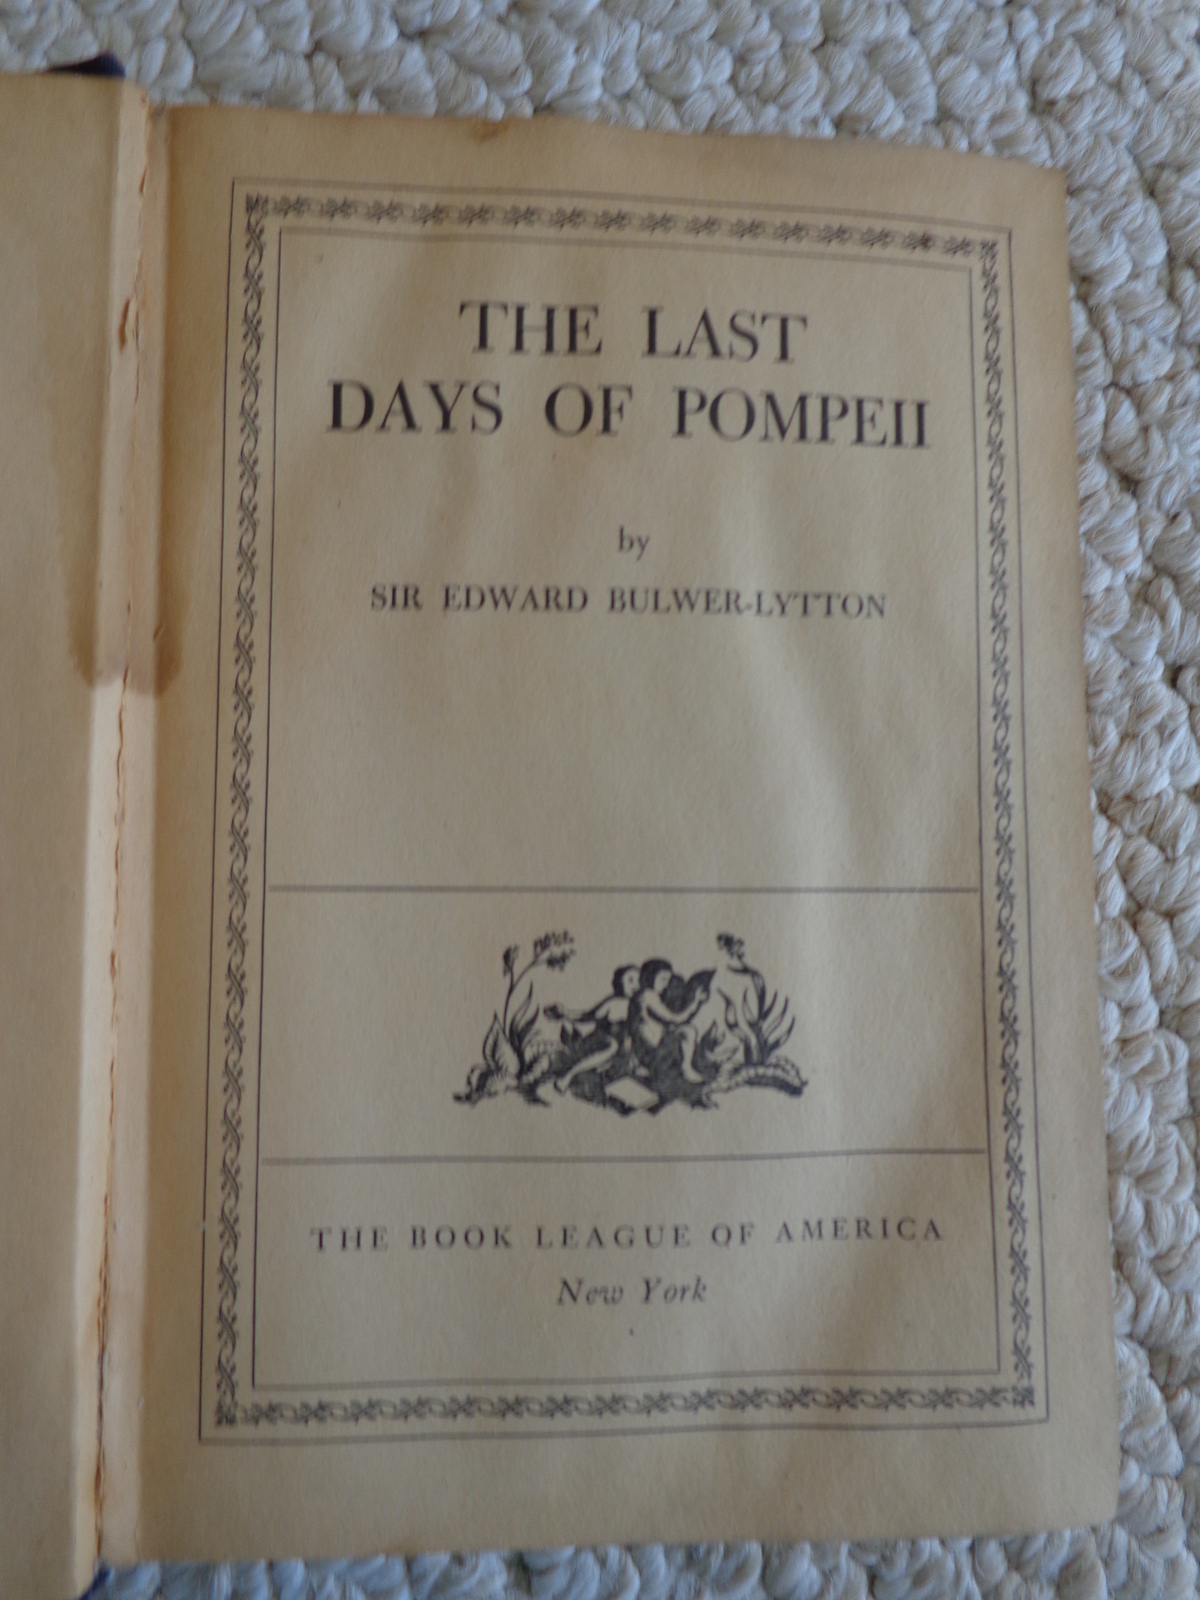 THE LAST
DAYS OF POMPEII
by
SIR EDWARD BULWER-LYTTON
THE BOOK LEAGUE OF AMERICA
New York